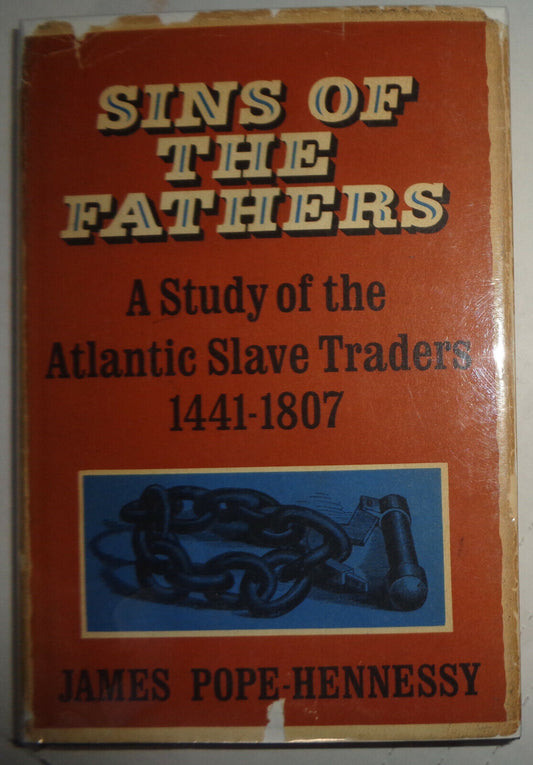 SINS OF
THE
FATHERS
A Study of the
Atlantic Slave Traders
1441-1807
JAMES POPE-HENNESSY